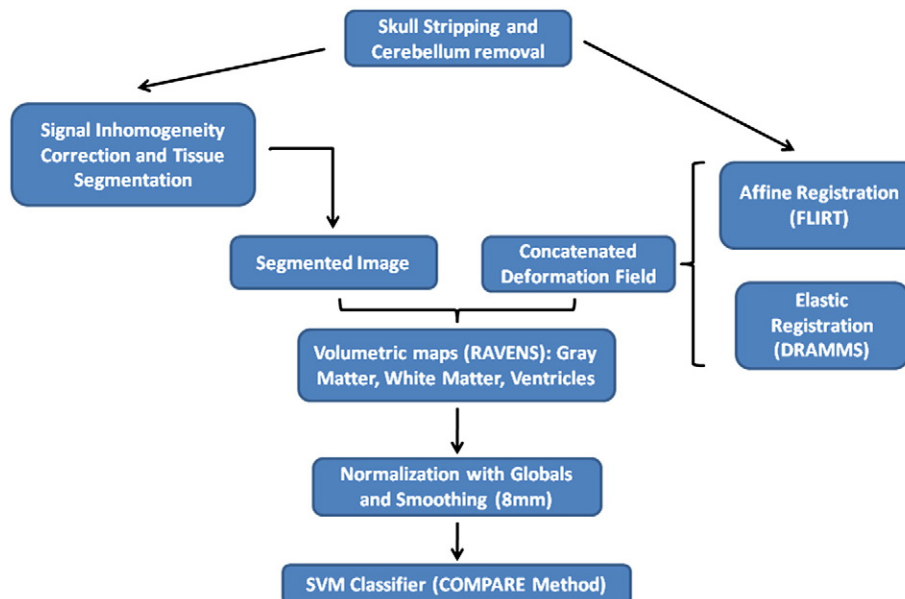 Skull Stripping and
Cerebellum removal
Signal Inhomogeneity
Correction and Tissue
Segmentation
Affine Registration
(FLIRT)
Segmented Image
Concatenated
Deformation Field
Elastic
Registration
(DRAMMS)
Volumetric maps (RAVENS): Gray
Matter, White Matter, Ventricles
Normalization with Globals
and Smoothing (8mm)
SVM Classifier (COMPARE Method)